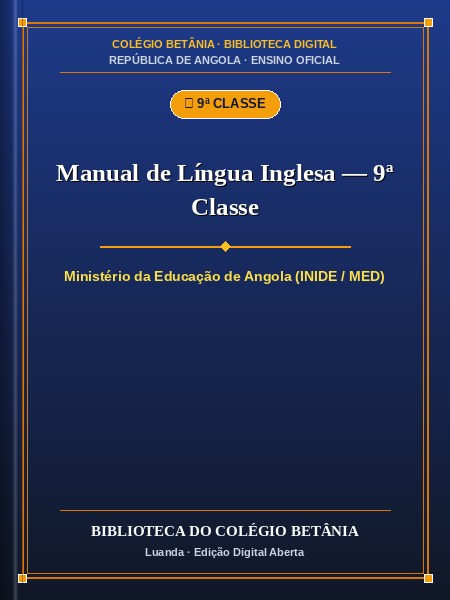 COLÉGIO BETÂNIA · BIBLIOTECA DIGITAL
REPÚBLICA DE ANGOLA · ENSINO OFICIAL
9ª CLASSE
Manual de Língua Inglesa — 9ª
Classe
Ministério da Educação de Angola (INIDE / MED)
BIBLIOTECA DO COLÉGIO BETÂNIA
Luanda · Edição Digital Aberta